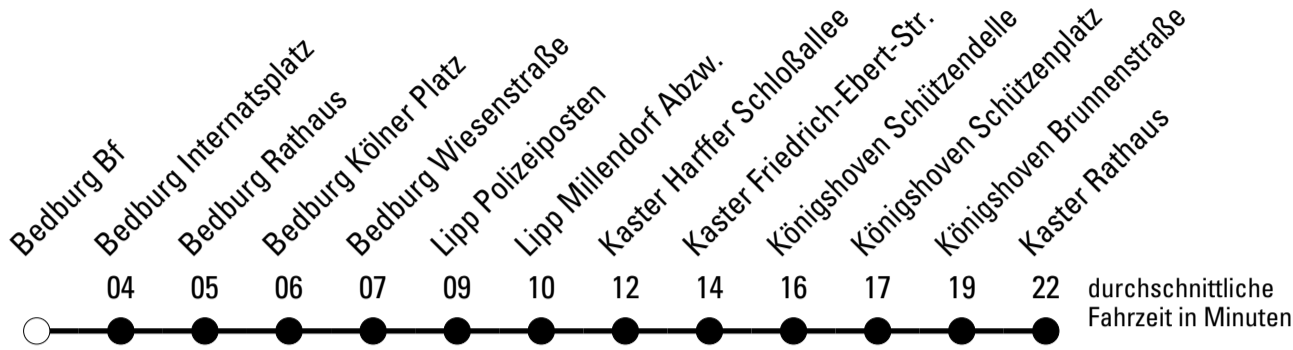 Bedburg Bf
Bedburg Internatsplatz
Bedburg Rathaus
Bedburg Kölner Platz
Bedburg Wiesenstraße
Lipp Polizeiposten
Lipp Millendorf Abzw.
Kaster Harffer Schloßallee
Kaster Friedrich-Ebert-Str.
Königshoven Schützendelle
Königshoven Schützenplatz
Königshoven Brunnenstraße
Kaster Rathaus
04 05 06 07 09 10 12 14 16 17 19 22
durchschnittliche
Fahrzeit in Minuten